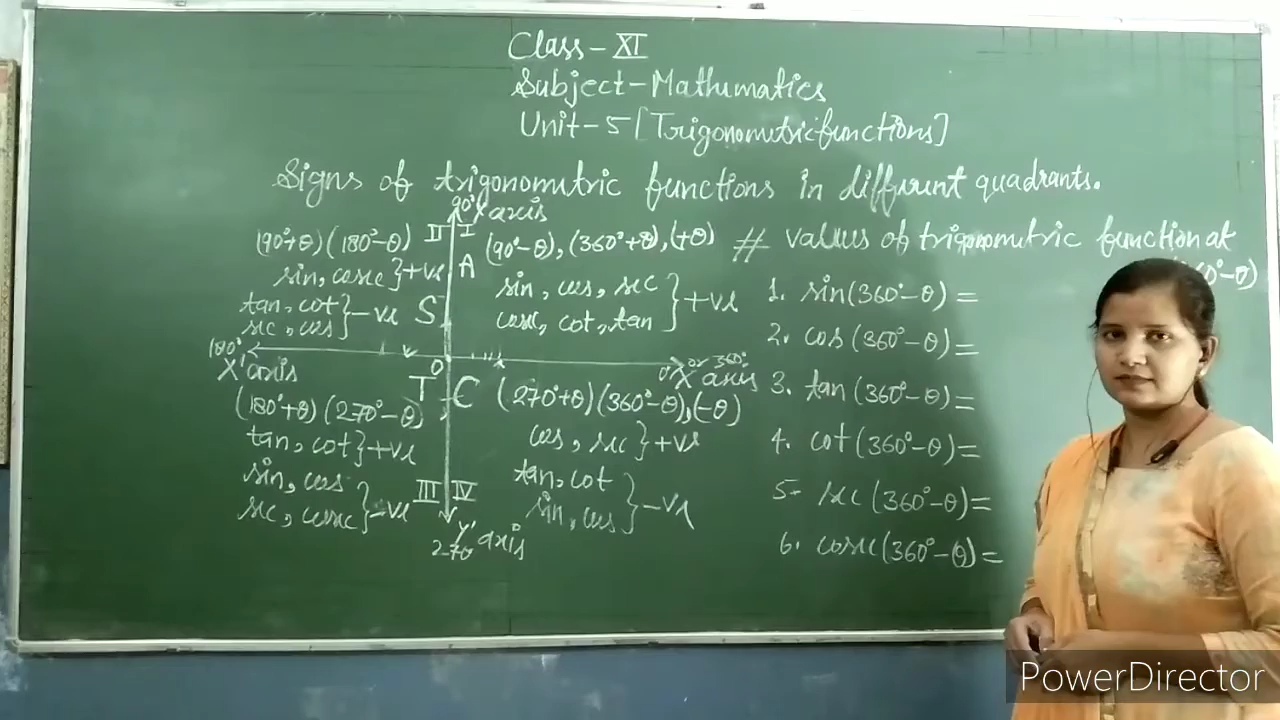 Class - XI
Subject - Mathematics
Unit - 5 [Trigonometric functions]
Signs of trigonometric functions in different quadrants.
90° Y axis
(90°+θ) (180°-θ) II
sin, cosec } +ve
tan, cot
sec, cos } -ve S
I
(90°-θ), (360°+θ), (+θ)
A
sin, cos, sec
cosec, cot, tan } +ve
180°
X' axis
O
0° or 360°
X axis
T
(180°+θ) (270°-θ)
tan, cot } +ve
sin, cos
sec, cosec } -ve
III
C (270°+θ) (360°-θ), (-θ)
cos, sec } +ve
tan, cot
sin, cos } -ve
IV
Y' axis
270
# values of trigonometric function at
0°-θ)
1. sin(360°-θ) =
2. cos(360°-θ) =
3. tan(360°-θ) =
4. cot(360°-θ) =
5. sec(360°-θ) =
6. cosec(360°-θ) =
PowerDirector